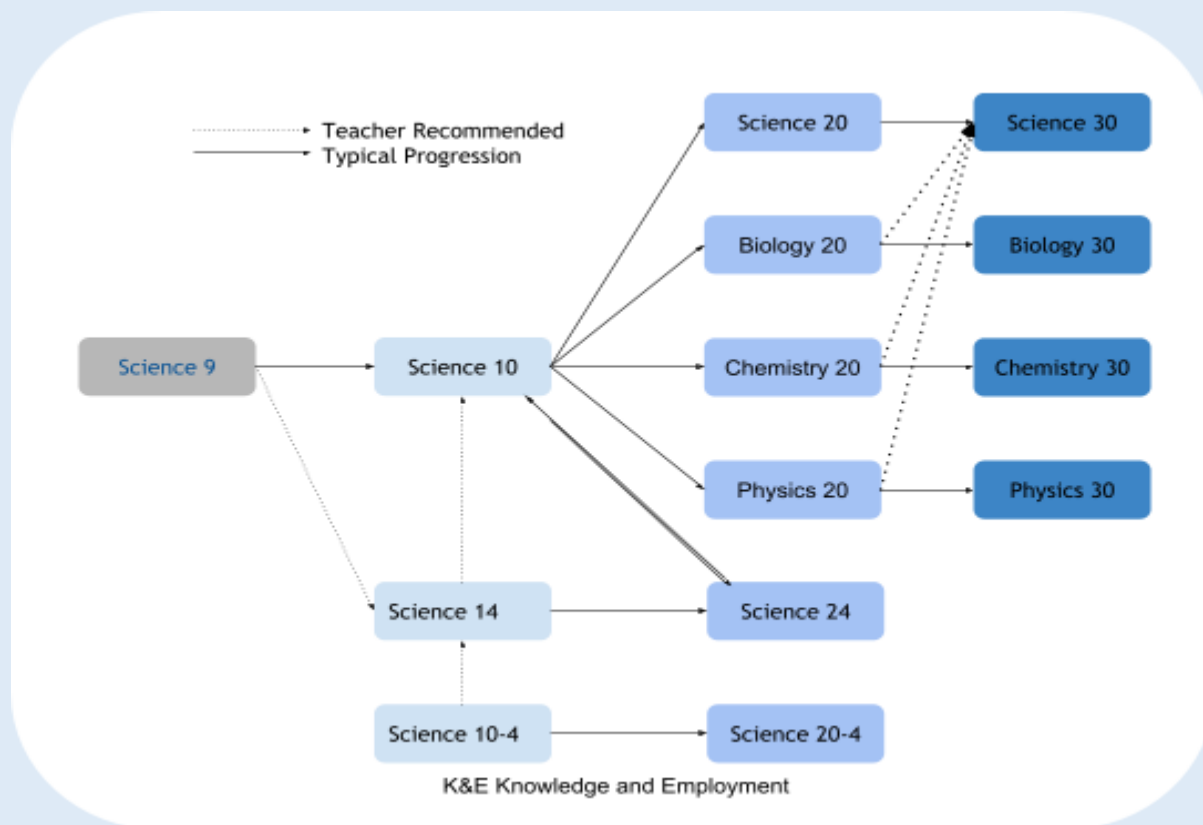 Teacher Recommended
Typical Progression
Science 20
Science 30
Biology 20
Biology 30
Science 9
Science 10
Chemistry 20
Chemistry 30
Physics 20
Physics 30
Science 14
Science 24
Science 10-4
Science 20-4
K&E Knowledge and Employment